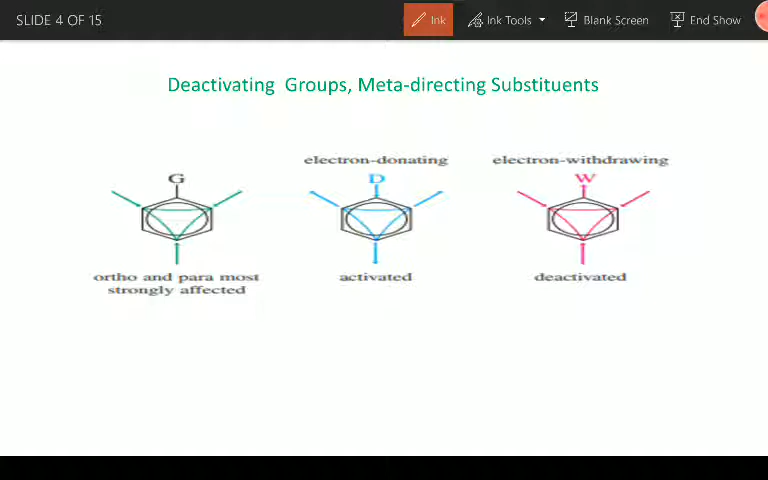 SLIDE 4 OF 15
Ink
Ink Tools
Blank Screen
End Show
Deactivating Groups, Meta-directing Substituents
electron-donating
electron-withdrawing
G
D
W
ortho and para most
strongly affected
activated
deactivated